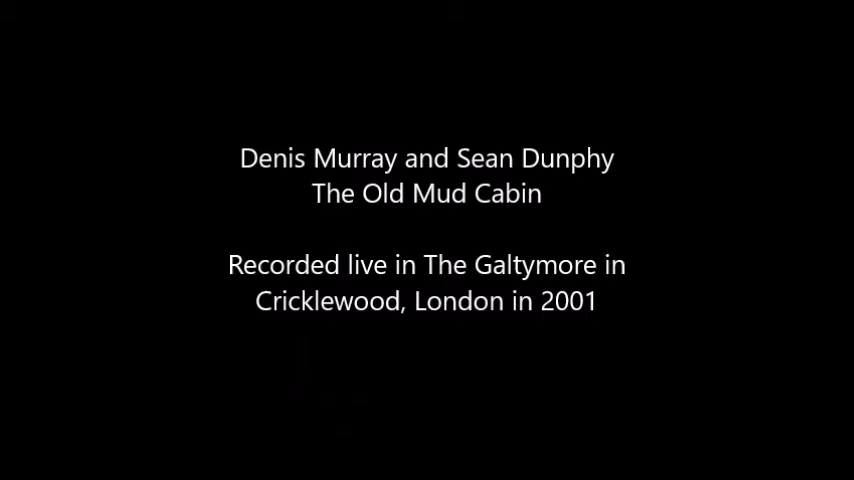 Denis Murray and Sean Dunphy
The Old Mud Cabin
Recorded live in The Galtymore in
Cricklewood, London in 2001